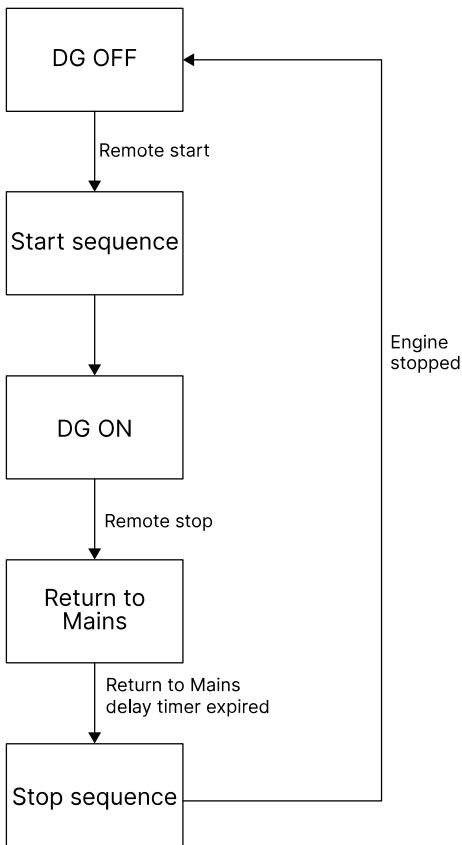 DG OFF
Remote start
Start sequence
Engine
stopped
DG ON
Remote stop
Return to
Mains
Return to Mains
delay timer expired
Stop sequence